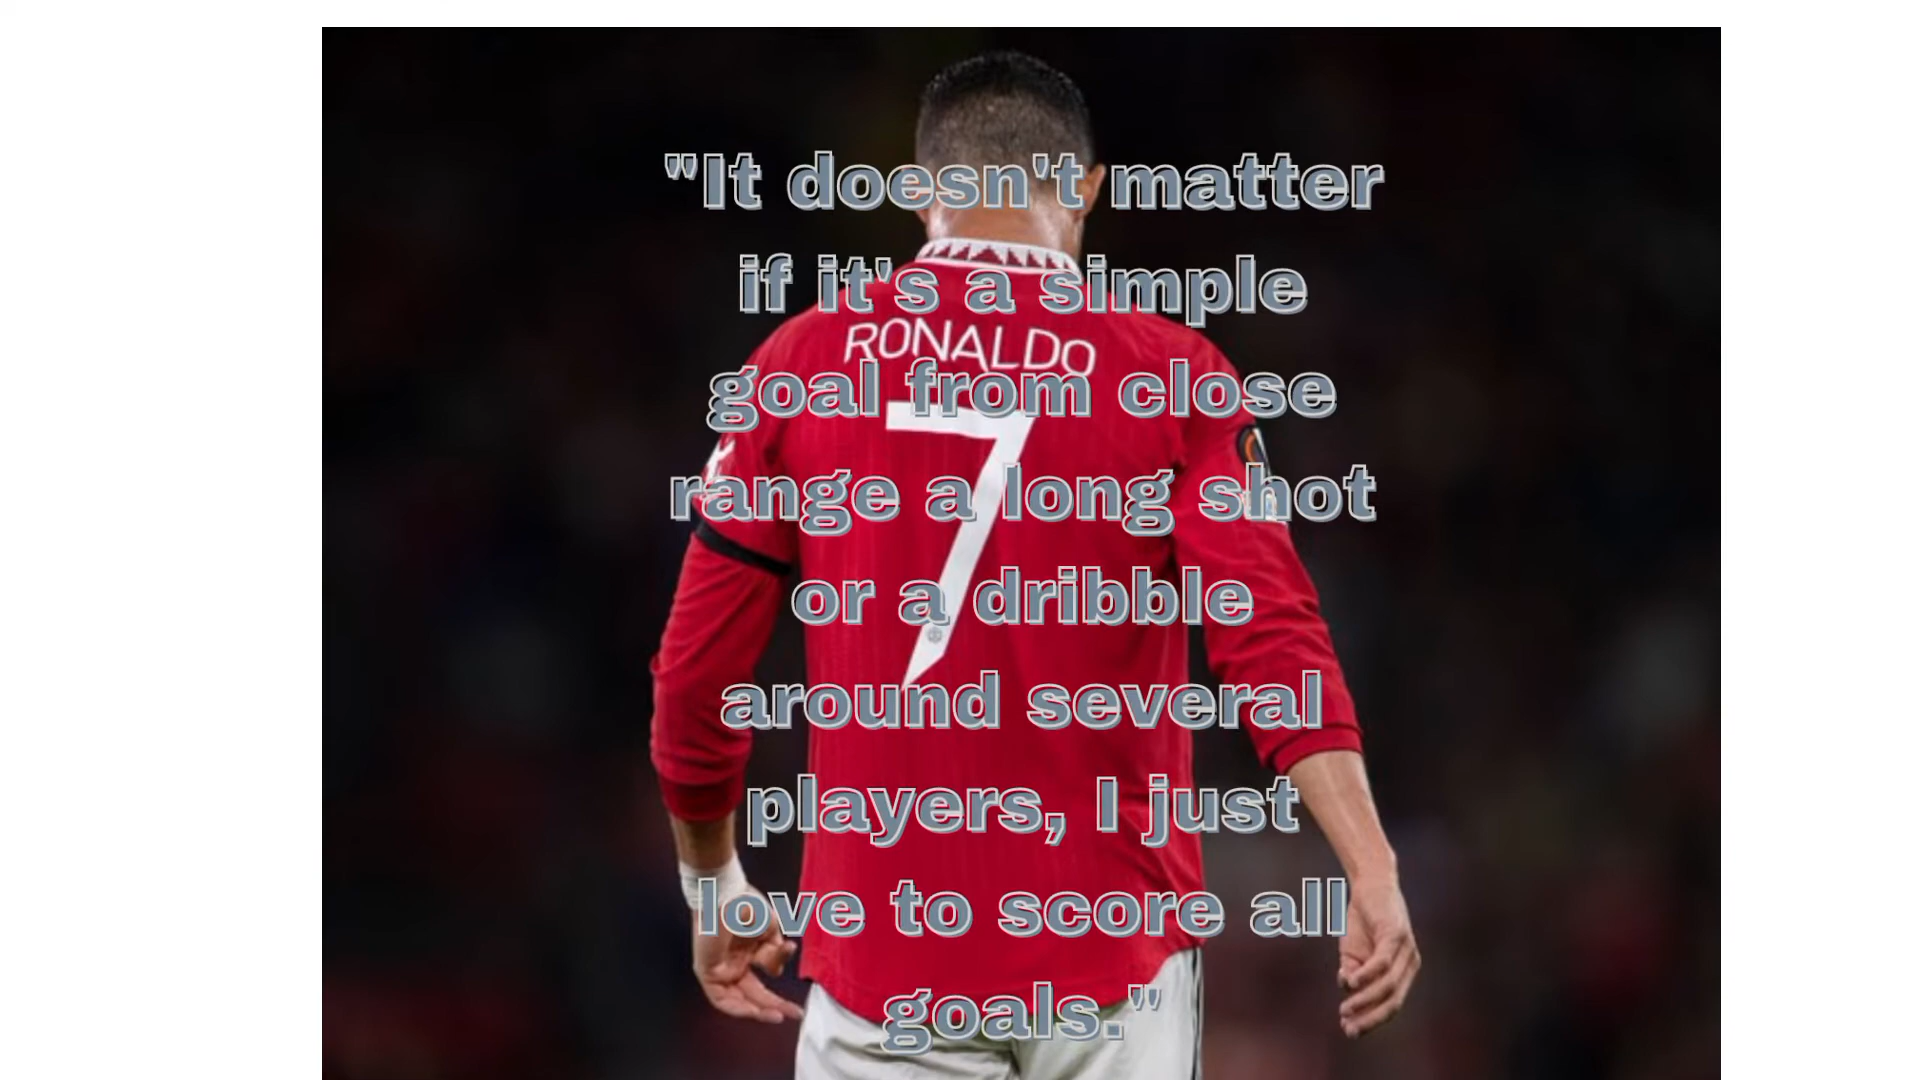 "It doesn't matter
if it's a simple
RONALDO
goal from close
7
range a long shot
or a dribble
around several
players, I just
love to score all
goals."